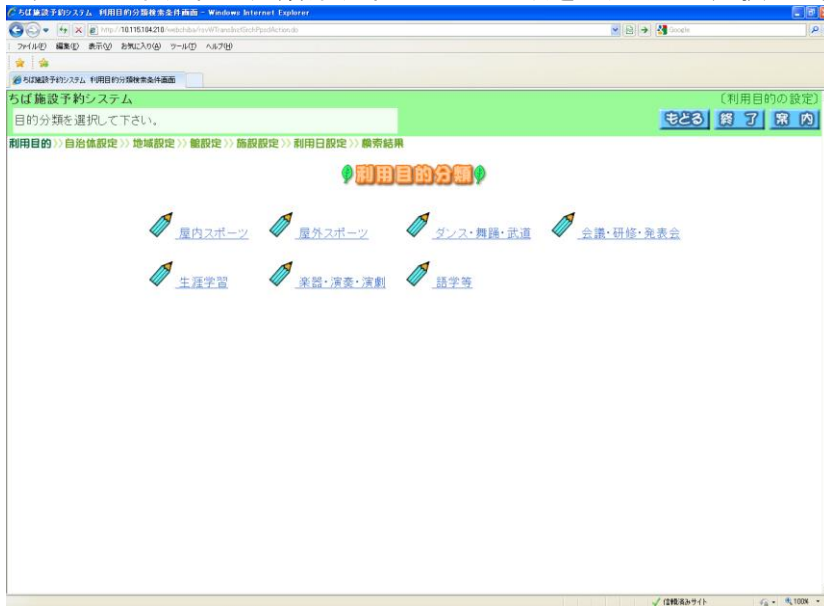 ちば施設予約システム 利用目的分類検索条件画面 - Windows Internet Explorer
Google
ファイル(F) 編集(E) 表示(V) お気に入り(A) ツール(T) ヘルプ(H)
ちば施設予約システム 利用目的分類検索条件画面
ちば施設予約システム 〔利用目的の設定〕
目的分類を選択して下さい。 もどる 終了 案内
利用目的>>自治体設定>>地域設定>>館設定>>施設設定>>利用日設定>>検索結果
利用目的分類
屋内スポーツ 屋外スポーツ ダンス・舞踊・武道 会議・研修・発表会
生涯学習 楽器・演奏・演劇 語学等
信頼済みサイト 100%